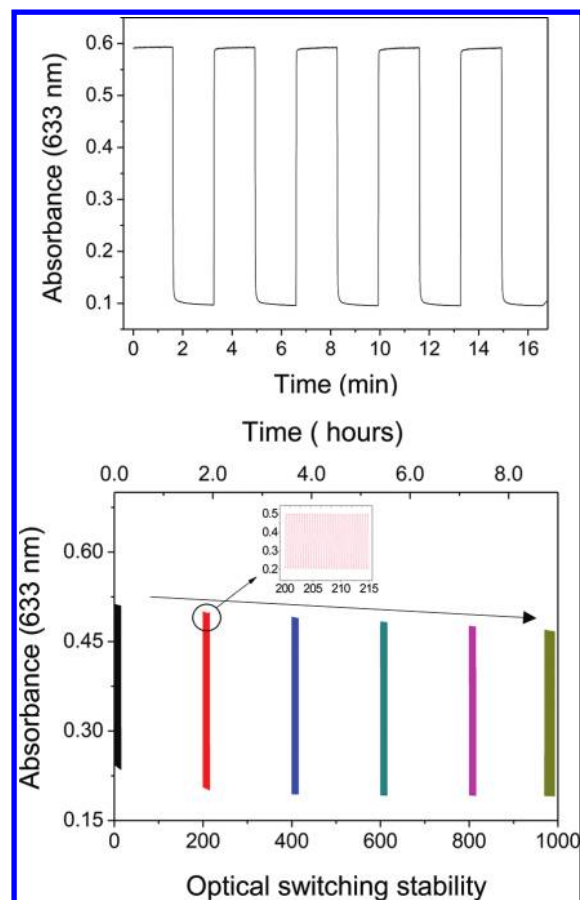 0.6
0.5
0.4
0.3
0.2
0.1
Absorbance (633 nm)
0 2 4 6 8 10 12 14 16
Time (min)
Time ( hours)
0.0 2.0 4.0 6.0 8.0
0.60
0.45
0.30
0.15
Absorbance (633 nm)
0.5
0.4
0.3
0.2
200 205 210 215
0 200 400 600 800 1000
Optical switching stability